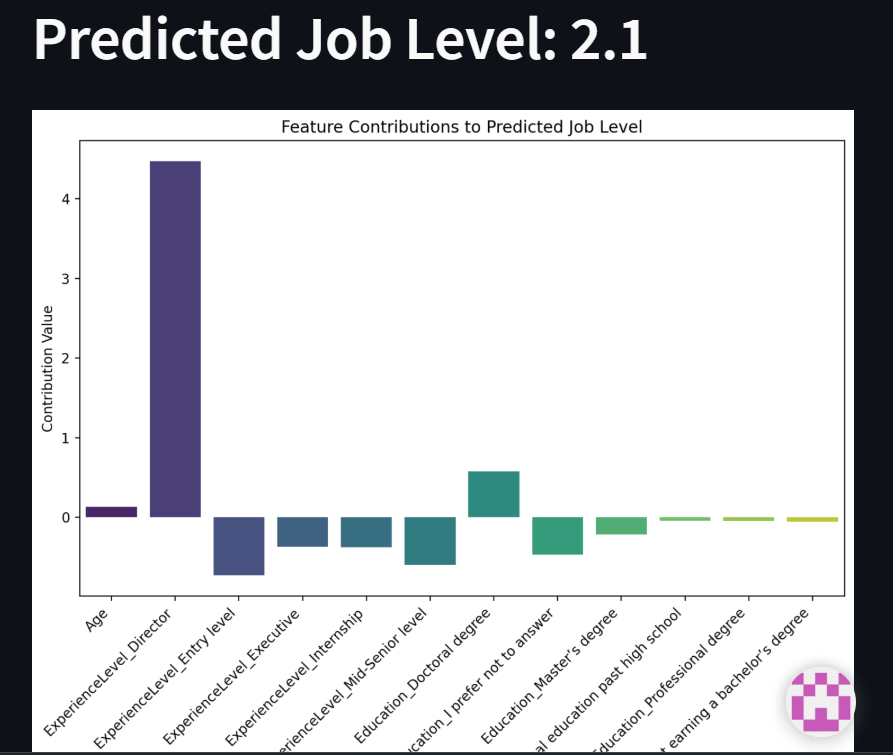 Predicted Job Level: 2.1
Feature Contributions to Predicted Job Level
Contribution Value
4
3
2
1
0
Age
ExperienceLevel_Director
ExperienceLevel_Entry level
ExperienceLevel_Executive
ExperienceLevel_Internship
erienceLevel_Mid-Senior level
Education_Doctoral degree
ucation_I prefer not to answer
Education_Master's degree
al education past high school
Education_Professional degree
t earning a bachelor's degree